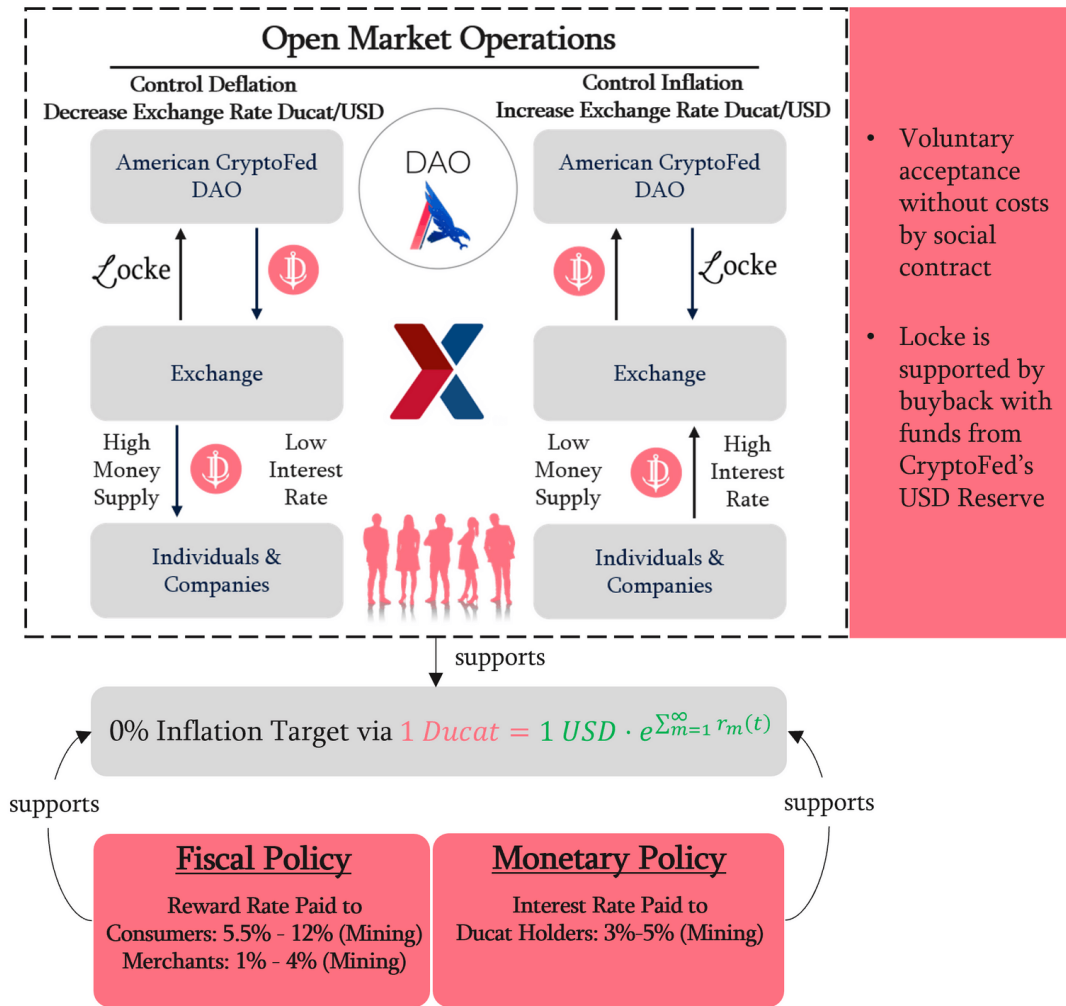 Open Market Operations
Control Deflation
Decrease Exchange Rate Ducat/USD
American CryptoFed
DAO
Locke
Exchange
High
Money
Supply
Low
Interest
Rate
Individuals &
Companies
DAO
Control Inflation
Increase Exchange Rate Ducat/USD
American CryptoFed
DAO
Locke
Exchange
Low
Money
Supply
High
Interest
Rate
Individuals &
Companies
• Voluntary
acceptance
without costs
by social
contract
• Locke is
supported by
buyback with
funds from
CryptoFed’s
USD Reserve
supports
0% Inflation Target via 1 Ducat = 1 USD · e^{∑_{m=1}^{∞} r_m(t)}
supports
supports
Fiscal Policy
Reward Rate Paid to
Consumers: 5.5% - 12% (Mining)
Merchants: 1% - 4% (Mining)
Monetary Policy
Interest Rate Paid to
Ducat Holders: 3%-5% (Mining)